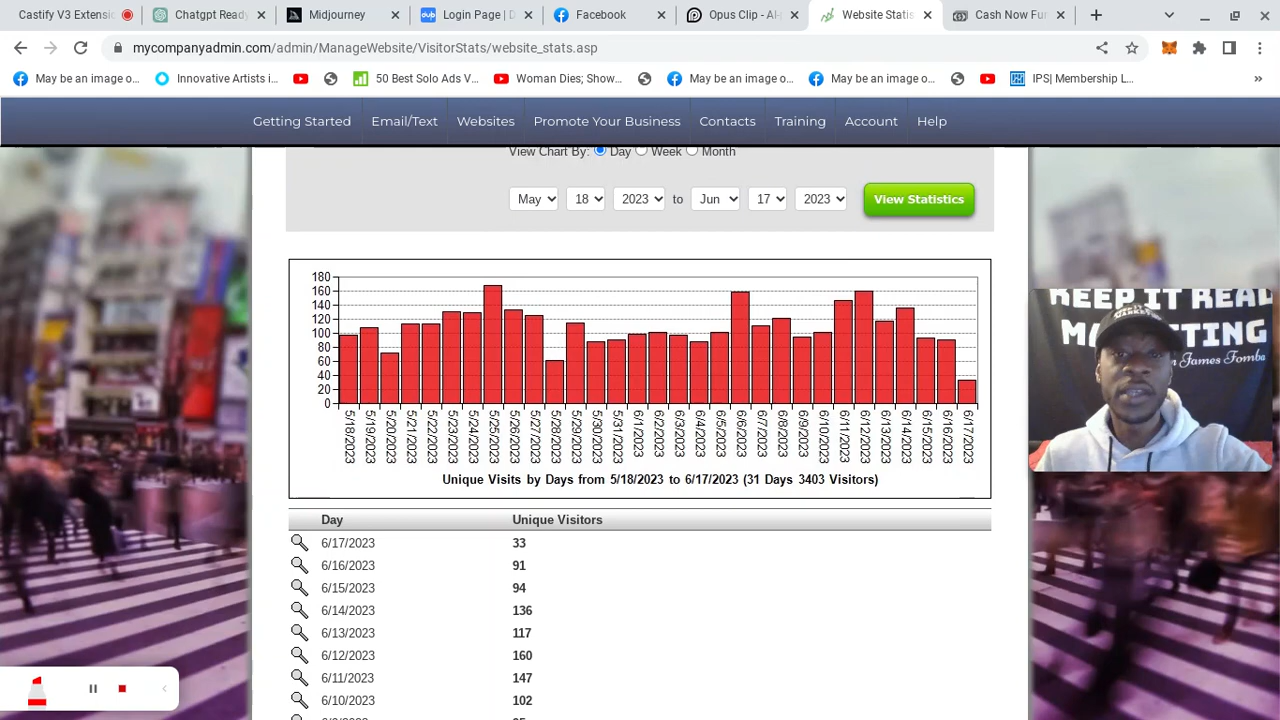 Castify V3 Extensi
Chatgpt Ready
Midjourney
Login Page | D
Facebook
Opus Clip - AI-
Website Statis
Cash Now Fun
mycompanyadmin.com/admin/ManageWebsite/VisitorStats/website_stats.asp
May be an image o...
Innovative Artists i...
50 Best Solo Ads V...
Woman Dies; Show...
May be an image o...
May be an image o...
IPS| Membership L...
»
Getting Started
Email/Text
Websites
Promote Your Business
Contacts
Training
Account
Help
View Chart By: Day Week Month
May 18 2023 to Jun 17 2023 View Statistics
180
160
140
120
100
80
60
40
20
0
5/18/2023
5/19/2023
5/20/2023
5/21/2023
5/22/2023
5/23/2023
5/24/2023
5/25/2023
5/26/2023
5/27/2023
5/28/2023
5/29/2023
5/30/2023
5/31/2023
6/1/2023
6/2/2023
6/3/2023
6/4/2023
6/5/2023
6/6/2023
6/7/2023
6/8/2023
6/9/2023
6/10/2023
6/11/2023
6/12/2023
6/13/2023
6/14/2023
6/15/2023
6/16/2023
6/17/2023
Unique Visits by Days from 5/18/2023 to 6/17/2023 (31 Days 3403 Visitors)
KEEP IT REAL
MARKETING
James Fomba
Day Unique Visitors
6/17/2023 33
6/16/2023 91
6/15/2023 94
6/14/2023 136
6/13/2023 117
6/12/2023 160
6/11/2023 147
6/10/2023 102